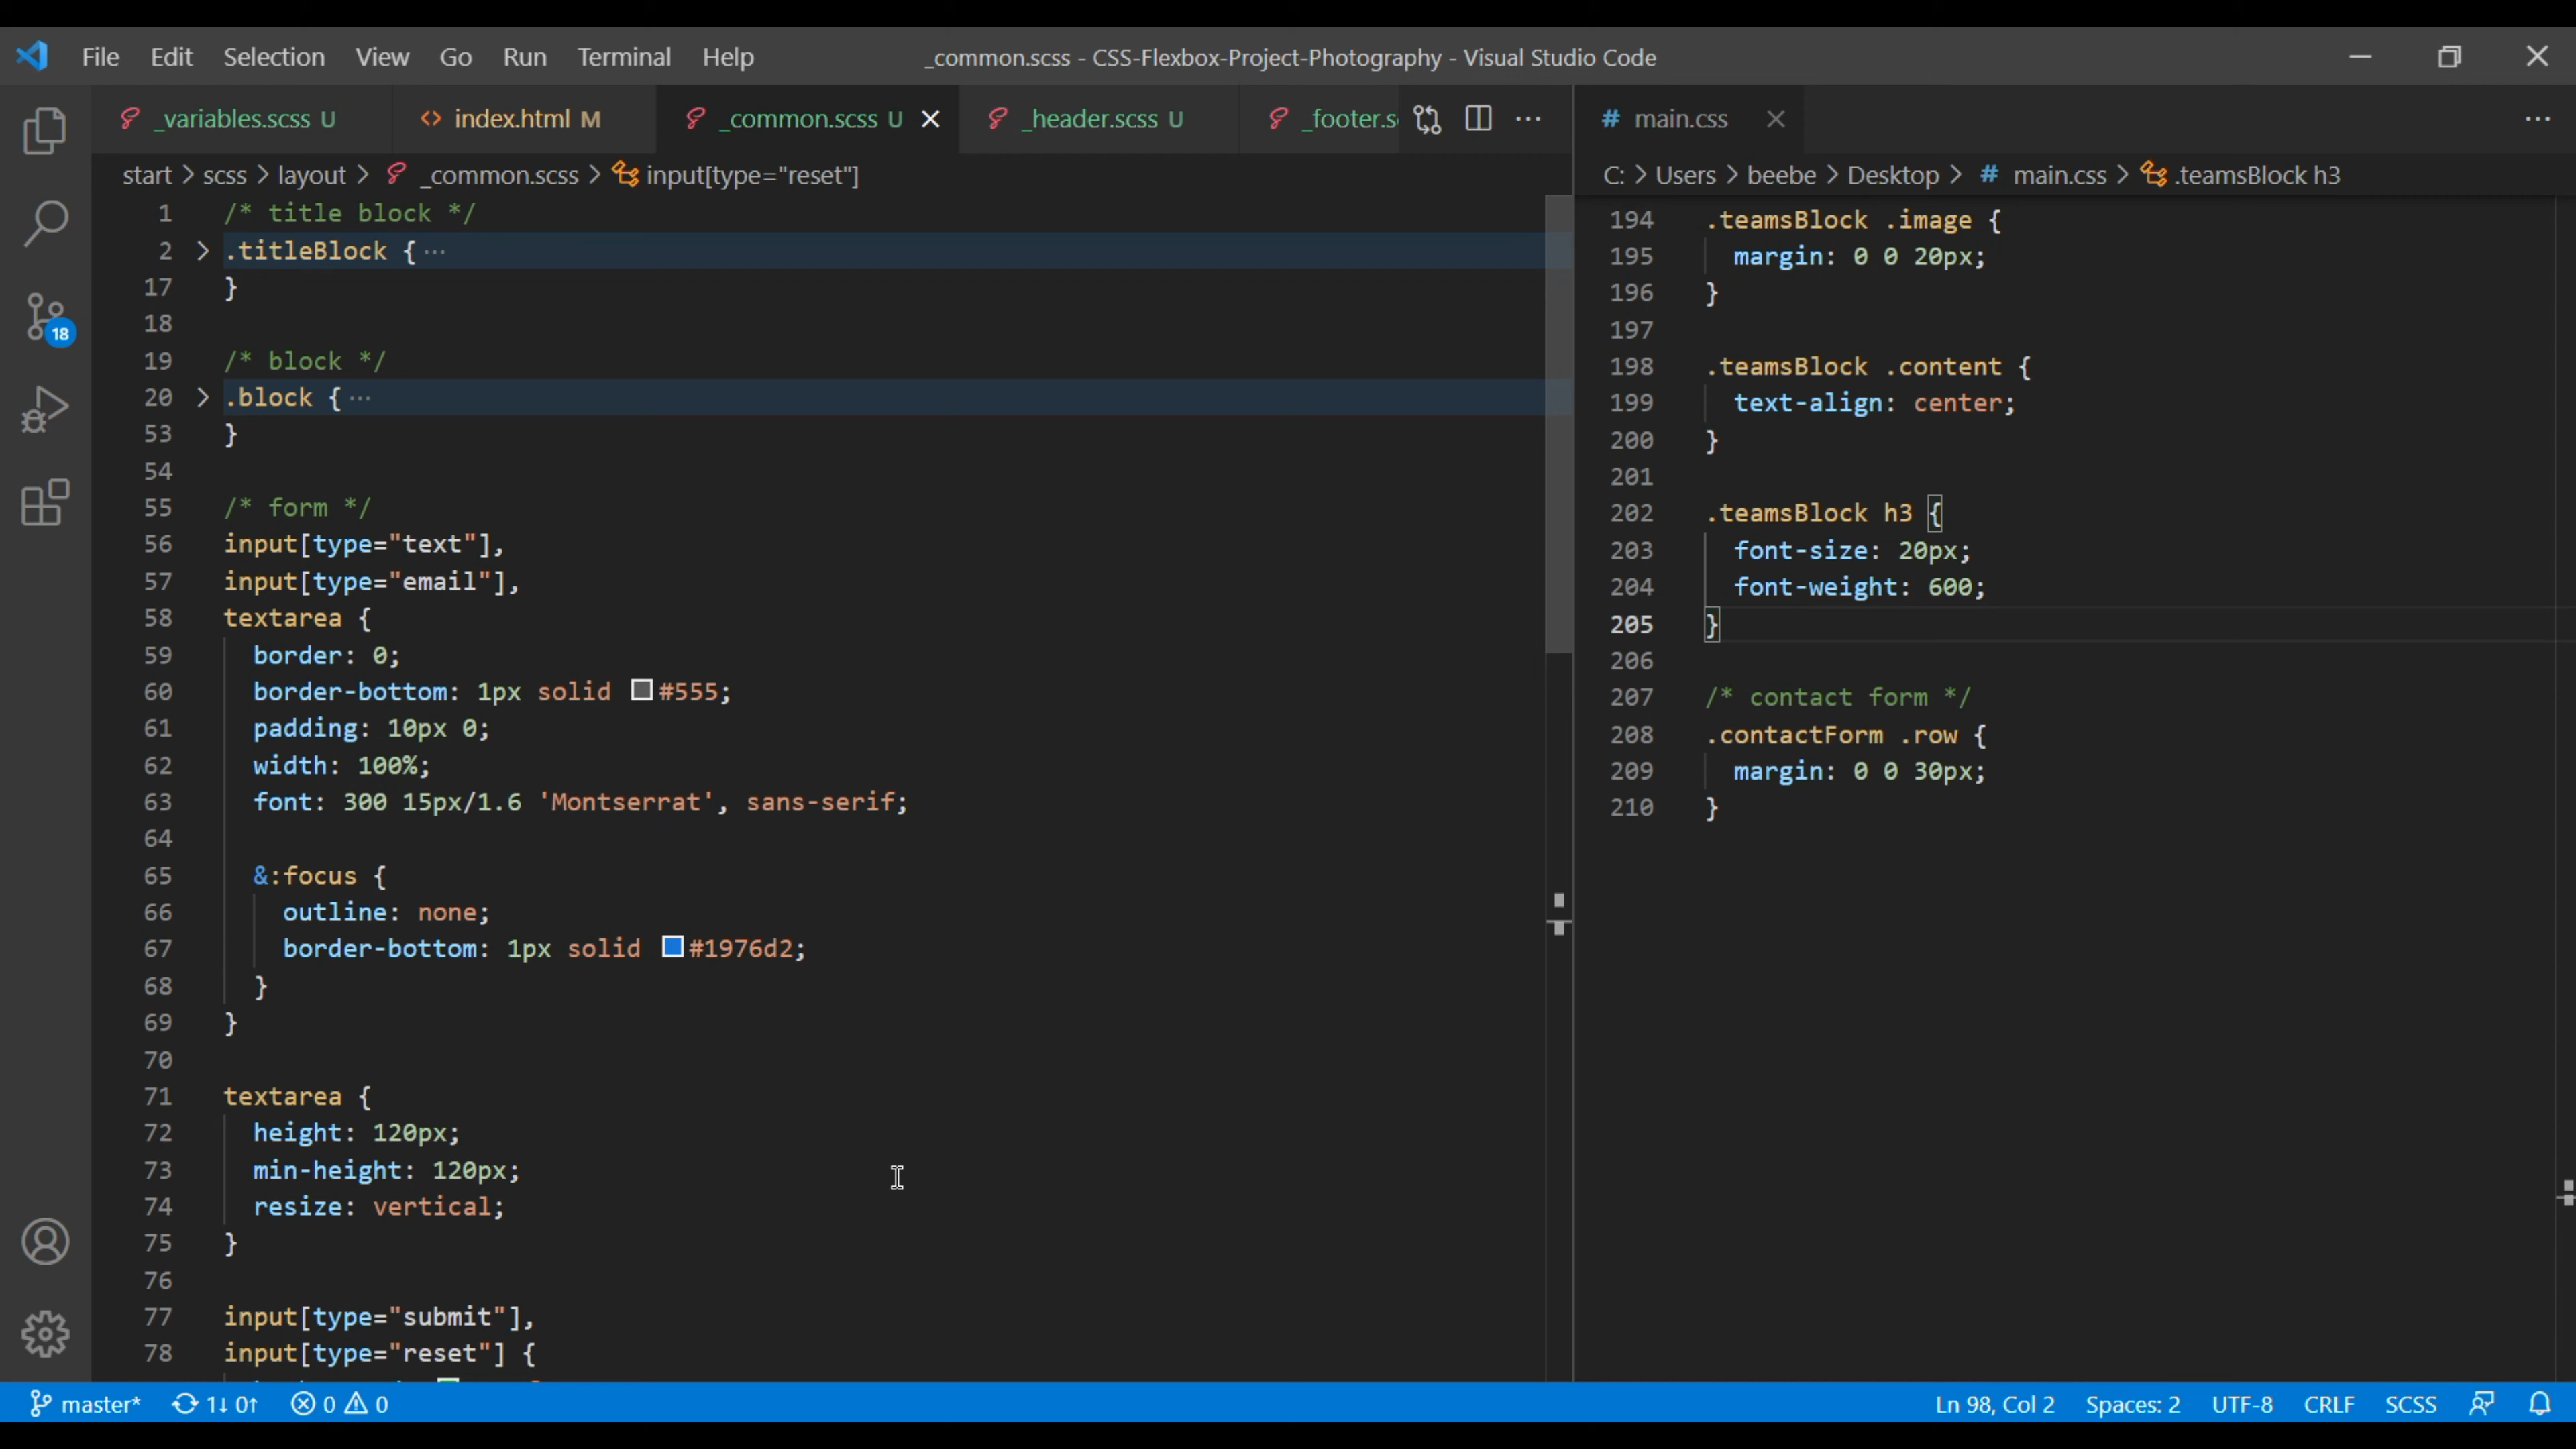 File Edit Selection View Go Run Terminal Help _common.scss - CSS-Flexbox-Project-Photography - Visual Studio Code
_variables.scss U index.html M _common.scss U _header.scss U _footer.s
start > scss > layout > _common.scss > input[type="reset"]
1 /* title block */
2 .titleBlock { ···
17 }
18
19 /* block */
20 .block { ···
53 }
54
55 /* form */
56 input[type="text"],
57 input[type="email"],
58 textarea {
59 border: 0;
60 border-bottom: 1px solid #555;
61 padding: 10px 0;
62 width: 100%;
63 font: 300 15px/1.6 'Montserrat', sans-serif;
64
65 &:focus {
66 outline: none;
67 border-bottom: 1px solid #1976d2;
68 }
69 }
70
71 textarea {
72 height: 120px;
73 min-height: 120px;
74 resize: vertical;
75 }
76
77 input[type="submit"],
78 input[type="reset"] {
# main.css
C: > Users > beebe > Desktop > # main.css > .teamsBlock h3
194 .teamsBlock .image {
195 margin: 0 0 20px;
196 }
197
198 .teamsBlock .content {
199 text-align: center;
200 }
201
202 .teamsBlock h3 {
203 font-size: 20px;
204 font-weight: 600;
205 }
206
207 /* contact form */
208 .contactForm .row {
209 margin: 0 0 30px;
210 }
18
master* 1↓ 0↑ 0 0 Ln 98, Col 2 Spaces: 2 UTF-8 CRLF SCSS